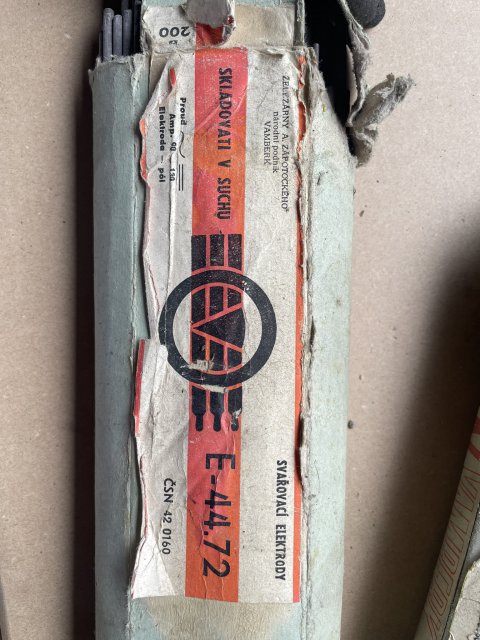 200
ŽELEZÁRNY A. ZÁPOTOCKÉHO
národní podnik
VAMBERK
SKLADOVATI V SUCHU
Proud
Amp. 90 130
Elektroda — pól
EVA
SVAŘOVACÍ ELEKTRODY
E-44.72
ČSN 42 0160